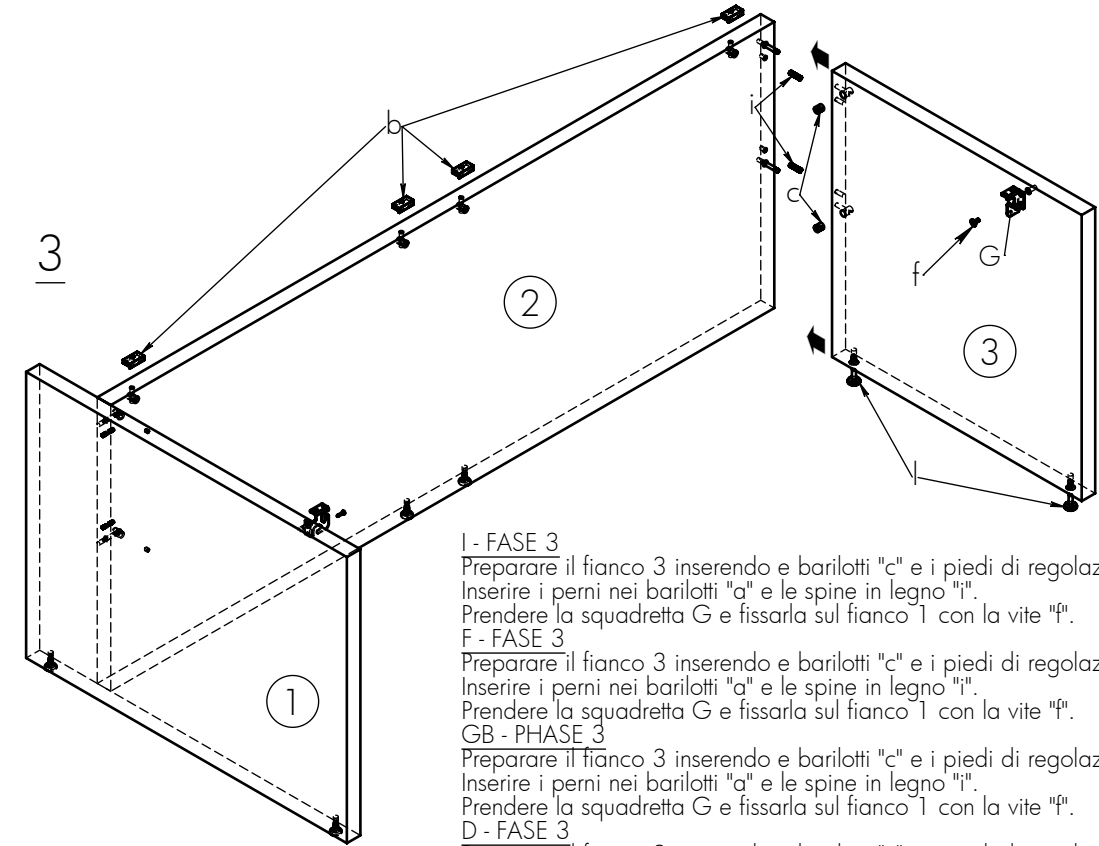 b
i
c
3
2
f
G
3
l
1
I - FASE 3
Preparare il fianco 3 inserendo e barilotti "c" e i piedi di
Inserire i perni nei barilotti "a" e le spine in legno "i".
Prendere la squadretta G e fissarla sul fianco 1 con la vite "f".
F - FASE 3
Preparare il fianco 3 inserendo e barilotti "c" e i piedi di
Inserire i perni nei barilotti "a" e le spine in legno "i".
Prendere la squadretta G e fissarla sul fianco 1 con la vite "f".
GB - PHASE 3
Preparare il fianco 3 inserendo e barilotti "c" e i piedi di
Inserire i perni nei barilotti "a" e le spine in legno "i".
Prendere la squadretta G e fissarla sul fianco 1 con la vite "f".
D - FASE 3